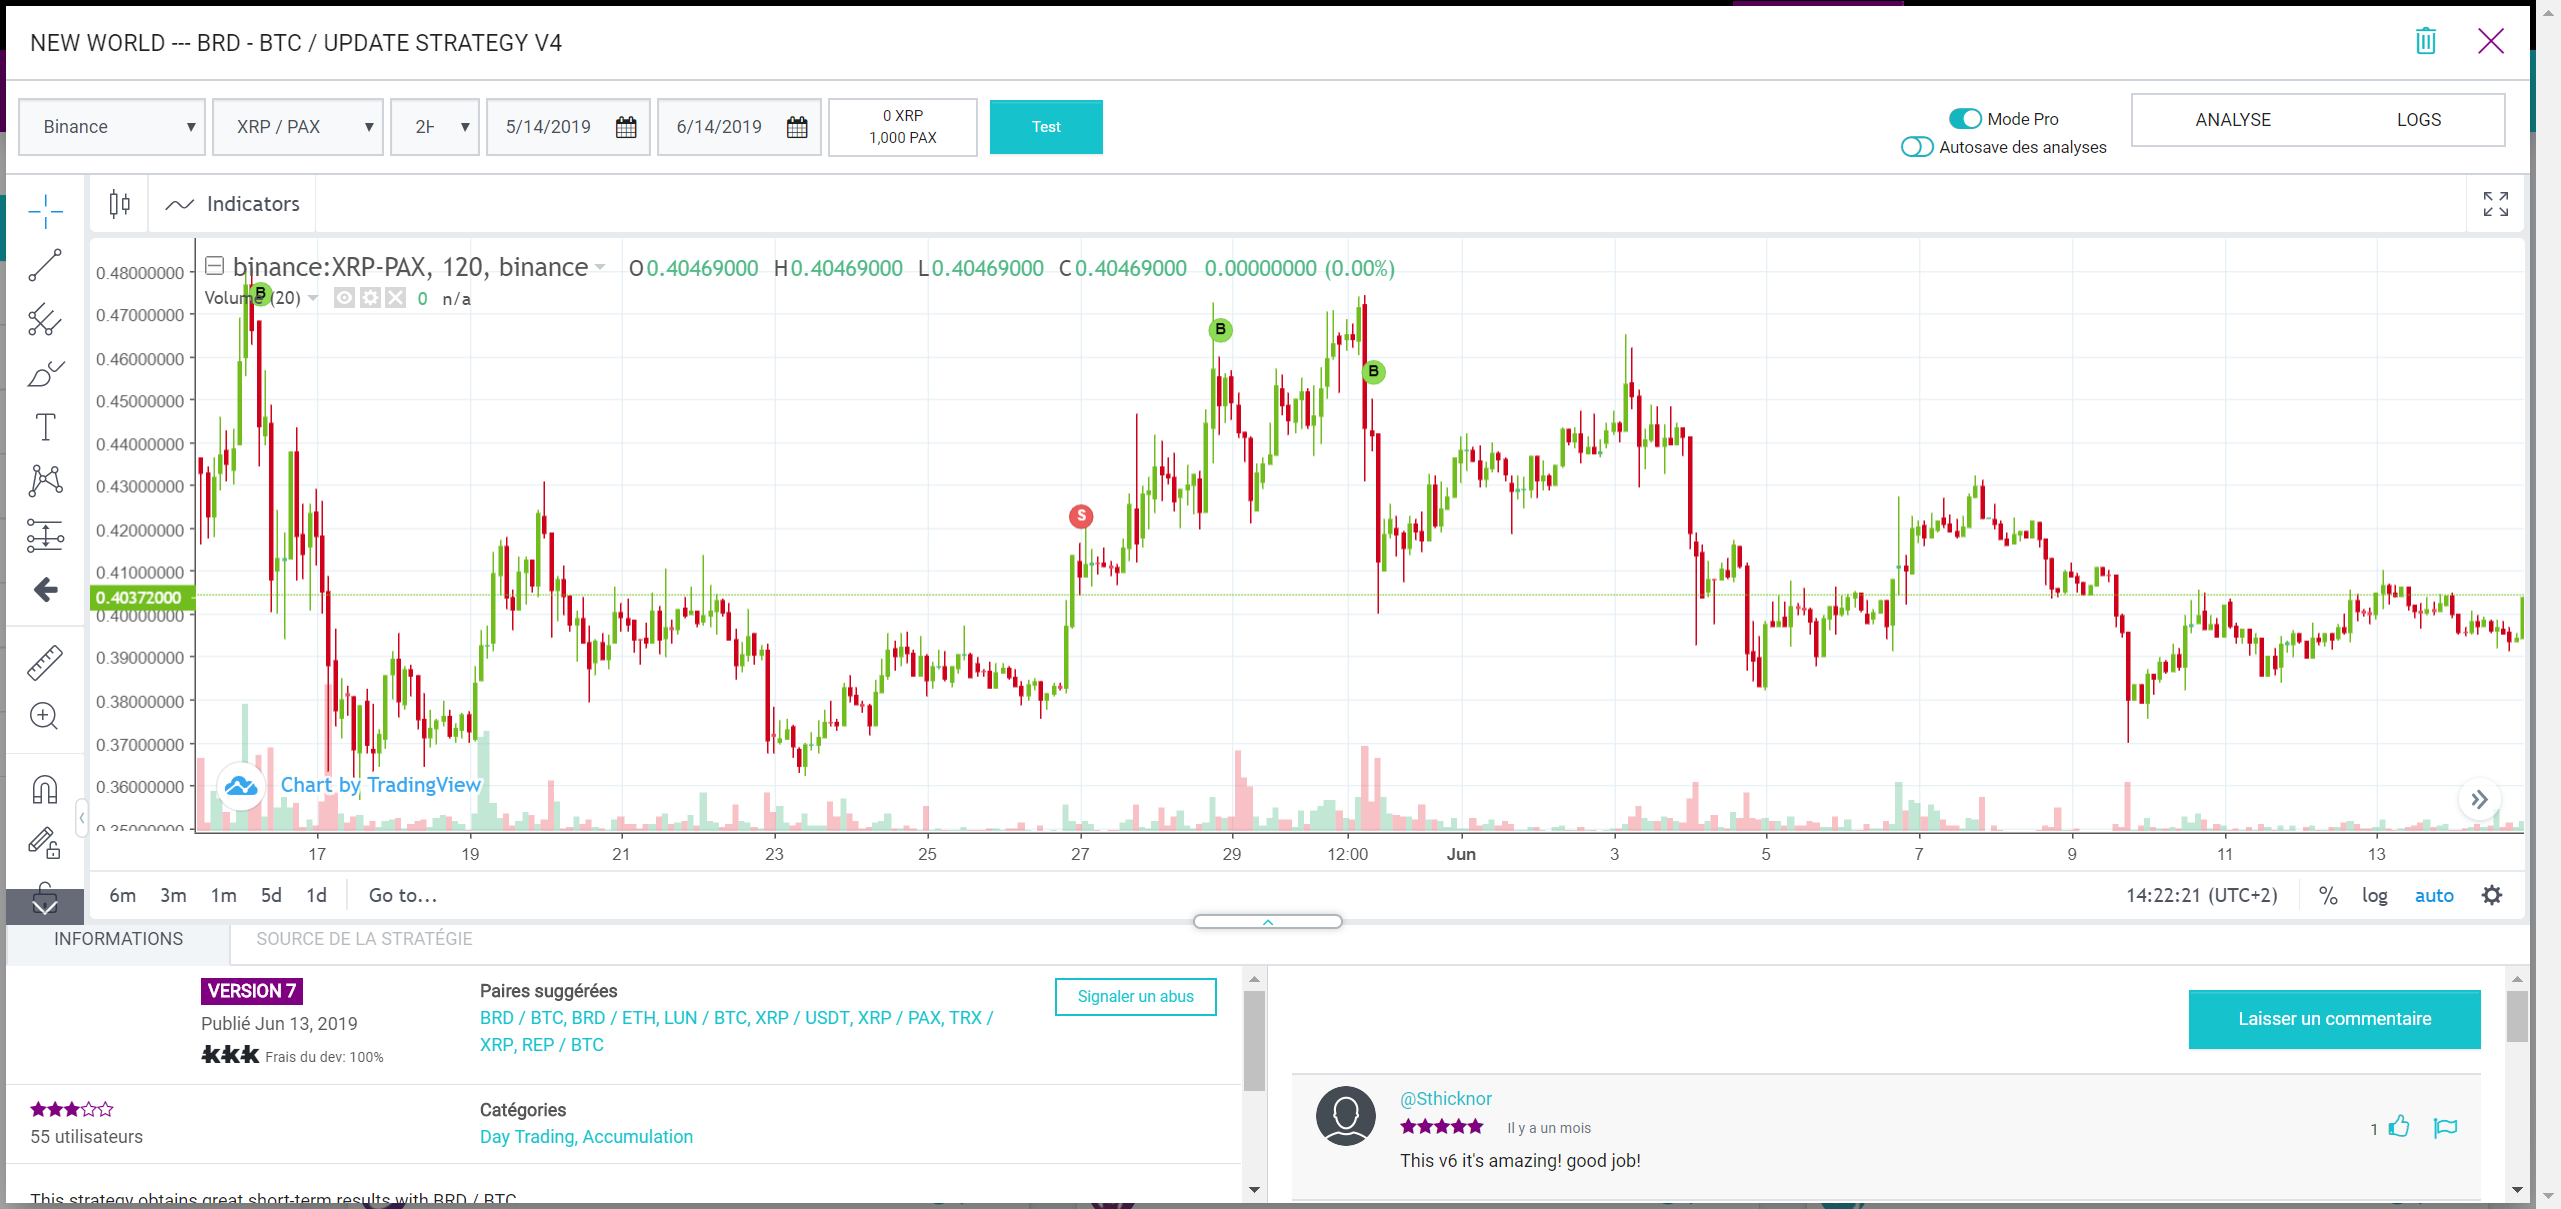 NEW WORLD --- BRD - BTC / UPDATE STRATEGY V4
Binance
XRP / PAX
2H
5/14/2019
6/14/2019
0 XRP
1,000 PAX
Test
Mode Pro
Autosave des analyses
ANALYSE
LOGS
Indicators
binance:XRP-PAX, 120, binance
O 0.40469000 H 0.40469000 L 0.40469000 C 0.40469000 0.00000000 (0.00%)
Volume (20)
0 n/a
B
B
B
S
0.48000000
0.47000000
0.46000000
0.45000000
0.44000000
0.43000000
0.42000000
0.41000000
0.40372000
0.40000000
0.39000000
0.38000000
0.37000000
0.36000000
0.35000000
Chart by TradingView
17 19 21 23 25 27 29 12:00 Jun 3 5 7 9 11 13
6m 3m 1m 5d 1d Go to...
14:22:21 (UTC+2) % log auto
INFORMATIONS
SOURCE DE LA STRATÉGIE
VERSION 7
Publié Jun 13, 2019
Frais du dev: 100%
Paires suggérées
BRD / BTC, BRD / ETH, LUN / BTC, XRP / USDT, XRP / PAX, TRX /
XRP, REP / BTC
Signaler un abus
55 utilisateurs
Catégories
Day Trading, Accumulation
This strategy obtains great short-term results with BRD / BTC
Laisser un commentaire
@Sthicknor
Il y a un mois
1
This v6 it's amazing! good job!